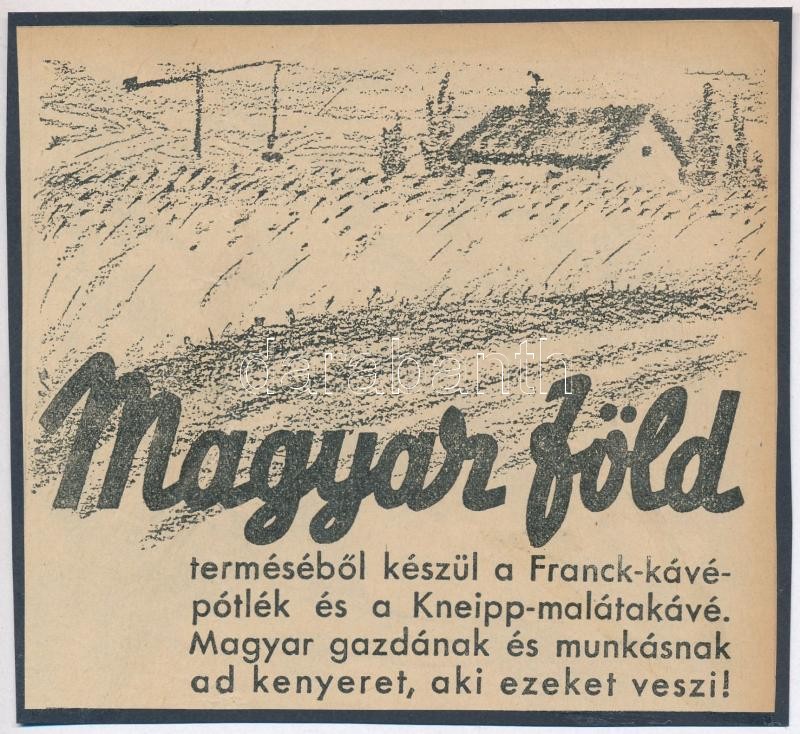 darabanth
Magyar föld
terméséből készül a Franck-kávé-
pótlék és a Kneipp-malátakávé.
Magyar gazdának és munkásnak
ad kenyeret, aki ezeket veszi!